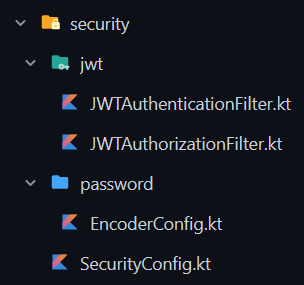 security
jwt
JWTAuthenticationFilter.kt
JWTAuthorizationFilter.kt
password
EncoderConfig.kt
SecurityConfig.kt